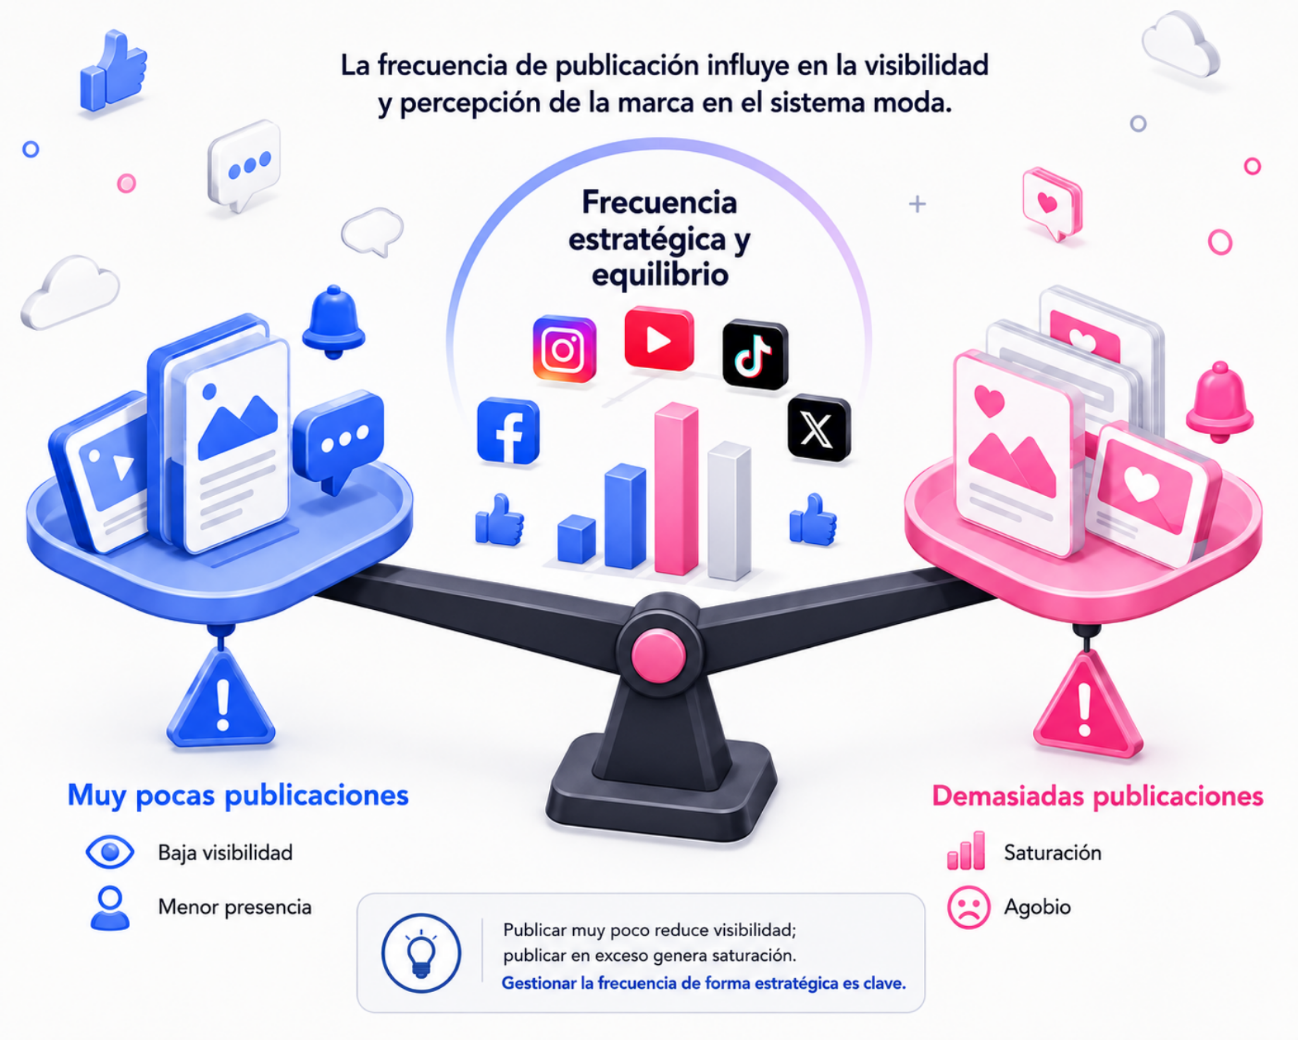 La frecuencia de publicación influye en la visibilidad
y percepción de la marca en el sistema moda.
Frecuencia
estratégica y
equilibrio
Muy pocas publicaciones
Baja visibilidad
Menor presencia
Demasiadas publicaciones
Saturación
Agobio
Publicar muy poco reduce visibilidad;
publicar en exceso genera saturación.
Gestionar la frecuencia de forma estratégica es clave.